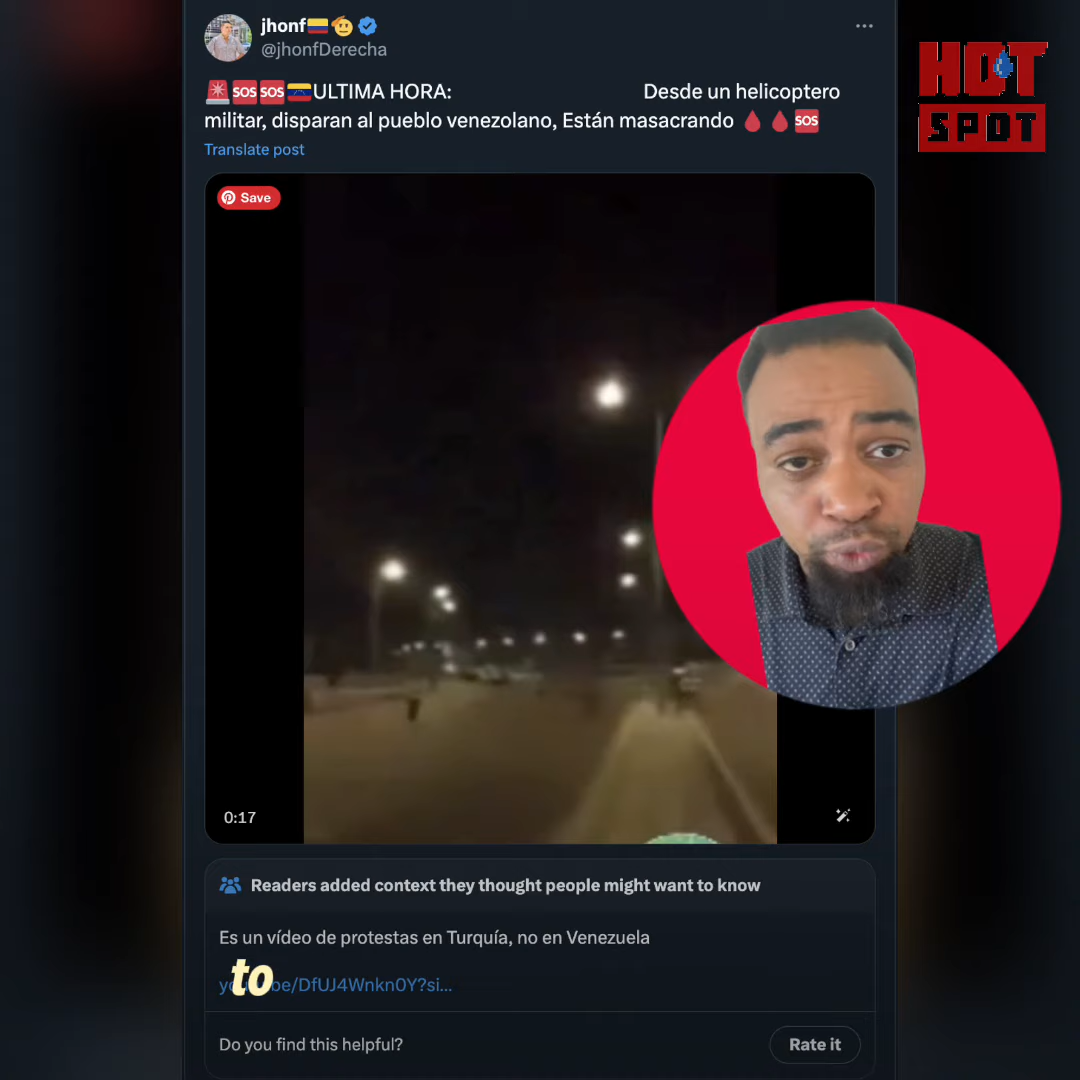 jhonf
@jhonfDerecha
HOT
SPOT
🚨🆘🆘🇻🇪ULTIMA HORA: Desde un helicoptero
militar, disparan al pueblo venezolano, Están masacrando 🩸🩸🆘
Translate post
Save
0:17
Readers added context they thought people might want to know
Es un vídeo de protestas en Turquía, no en Venezuela
to
be/DfUJ4Wnkn0Y?si...
Do you find this helpful?
Rate it